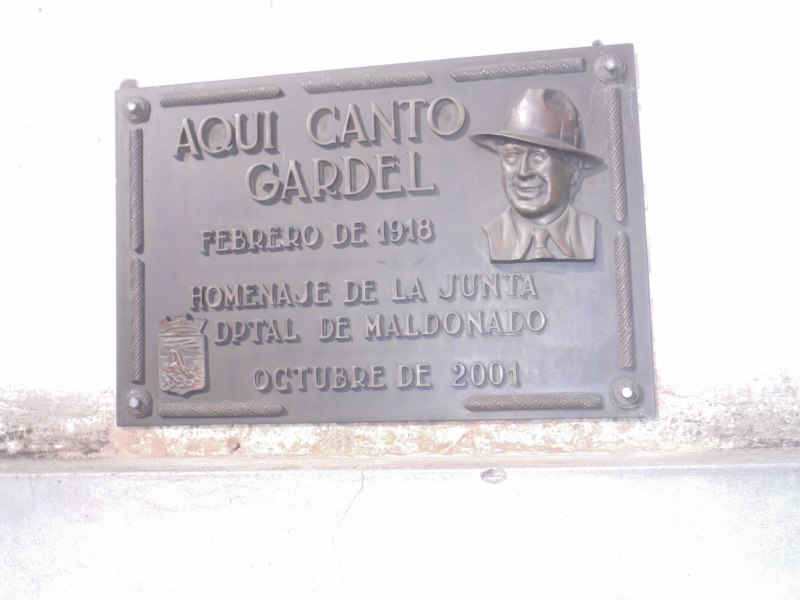 AQUI CANTO
GARDEL
FEBRERO DE 1918
HOMENAJE DE LA JUNTA
DPTAL DE MALDONADO
OCTUBRE DE 2001